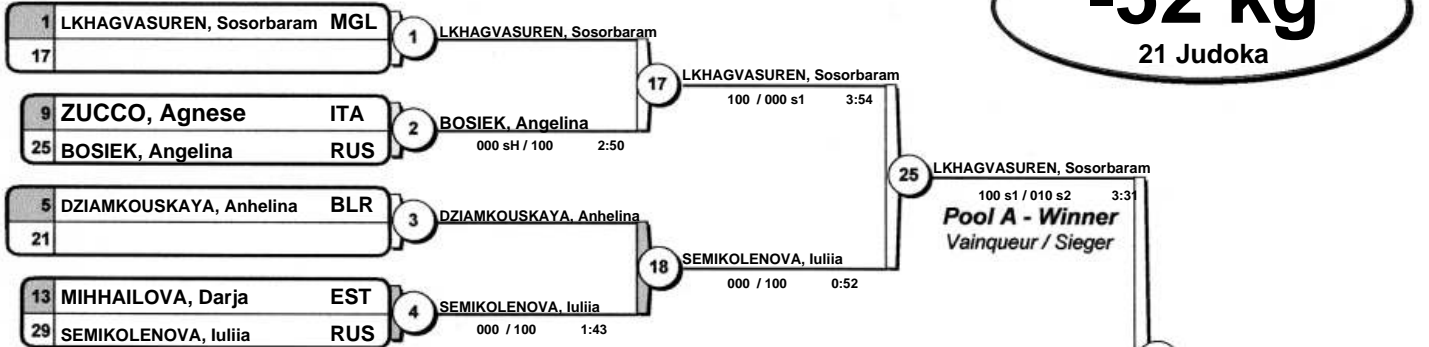 -52 kg
21 Judoka
1 LKHAGVASUREN, Sosorbaram MGL
17
1
LKHAGVASUREN, Sosorbaram
9 ZUCCO, Agnese ITA
25 BOSIEK, Angelina RUS
2
BOSIEK, Angelina
000 sH / 100 2:50
17
LKHAGVASUREN, Sosorbaram
100 / 000 s1 3:54
5 DZIAMKOUSKAYA, Anhelina BLR
21
3
DZIAMKOUSKAYA, Anhelina
13 MIHHAILOVA, Darja EST
29 SEMIKOLENOVA, Iuliia RUS
4
SEMIKOLENOVA, Iuliia
000 / 100 1:43
18
SEMIKOLENOVA, Iuliia
000 / 100 0:52
25
LKHAGVASUREN, Sosorbaram
100 s1 / 010 s2 3:31
Pool A - Winner
Vainqueur / Sieger